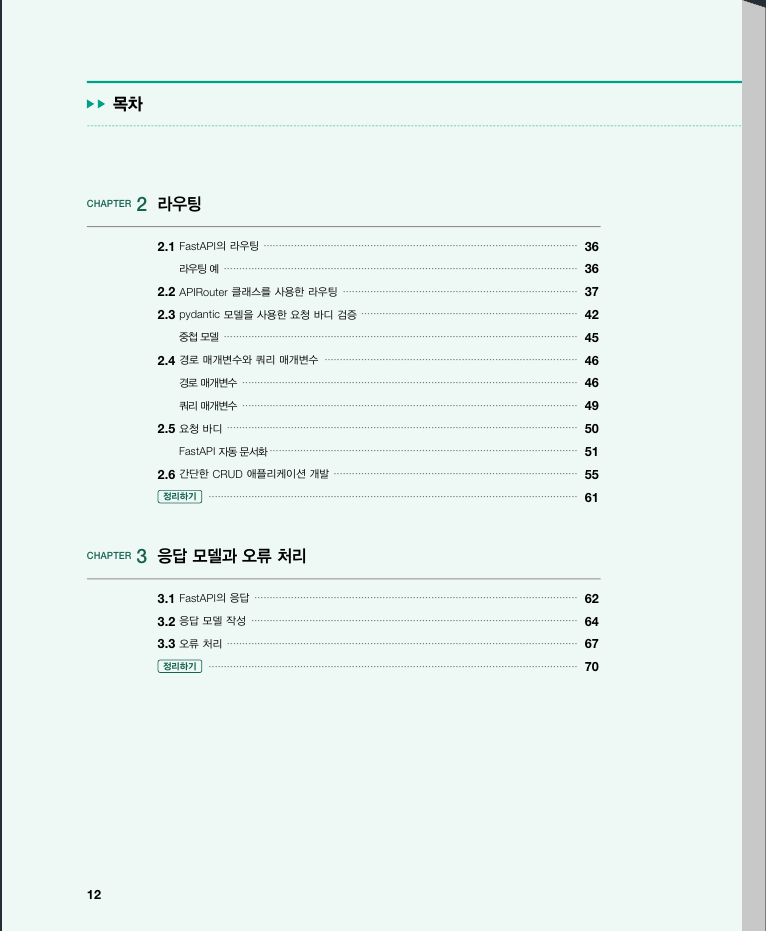 목차
CHAPTER 2 라우팅
2.1 FastAPI의 라우팅 36
라우팅 예 36
2.2 APIRouter 클래스를 사용한 라우팅 37
2.3 pydantic 모델을 사용한 요청 바디 검증 42
중첩 모델 45
2.4 경로 매개변수와 쿼리 매개변수 46
경로 매개변수 46
쿼리 매개변수 49
2.5 요청 바디 50
FastAPI 자동 문서화 51
2.6 간단한 CRUD 애플리케이션 개발 55
정리하기 61
CHAPTER 3 응답 모델과 오류 처리
3.1 FastAPI의 응답 62
3.2 응답 모델 작성 64
3.3 오류 처리 67
정리하기 70
12